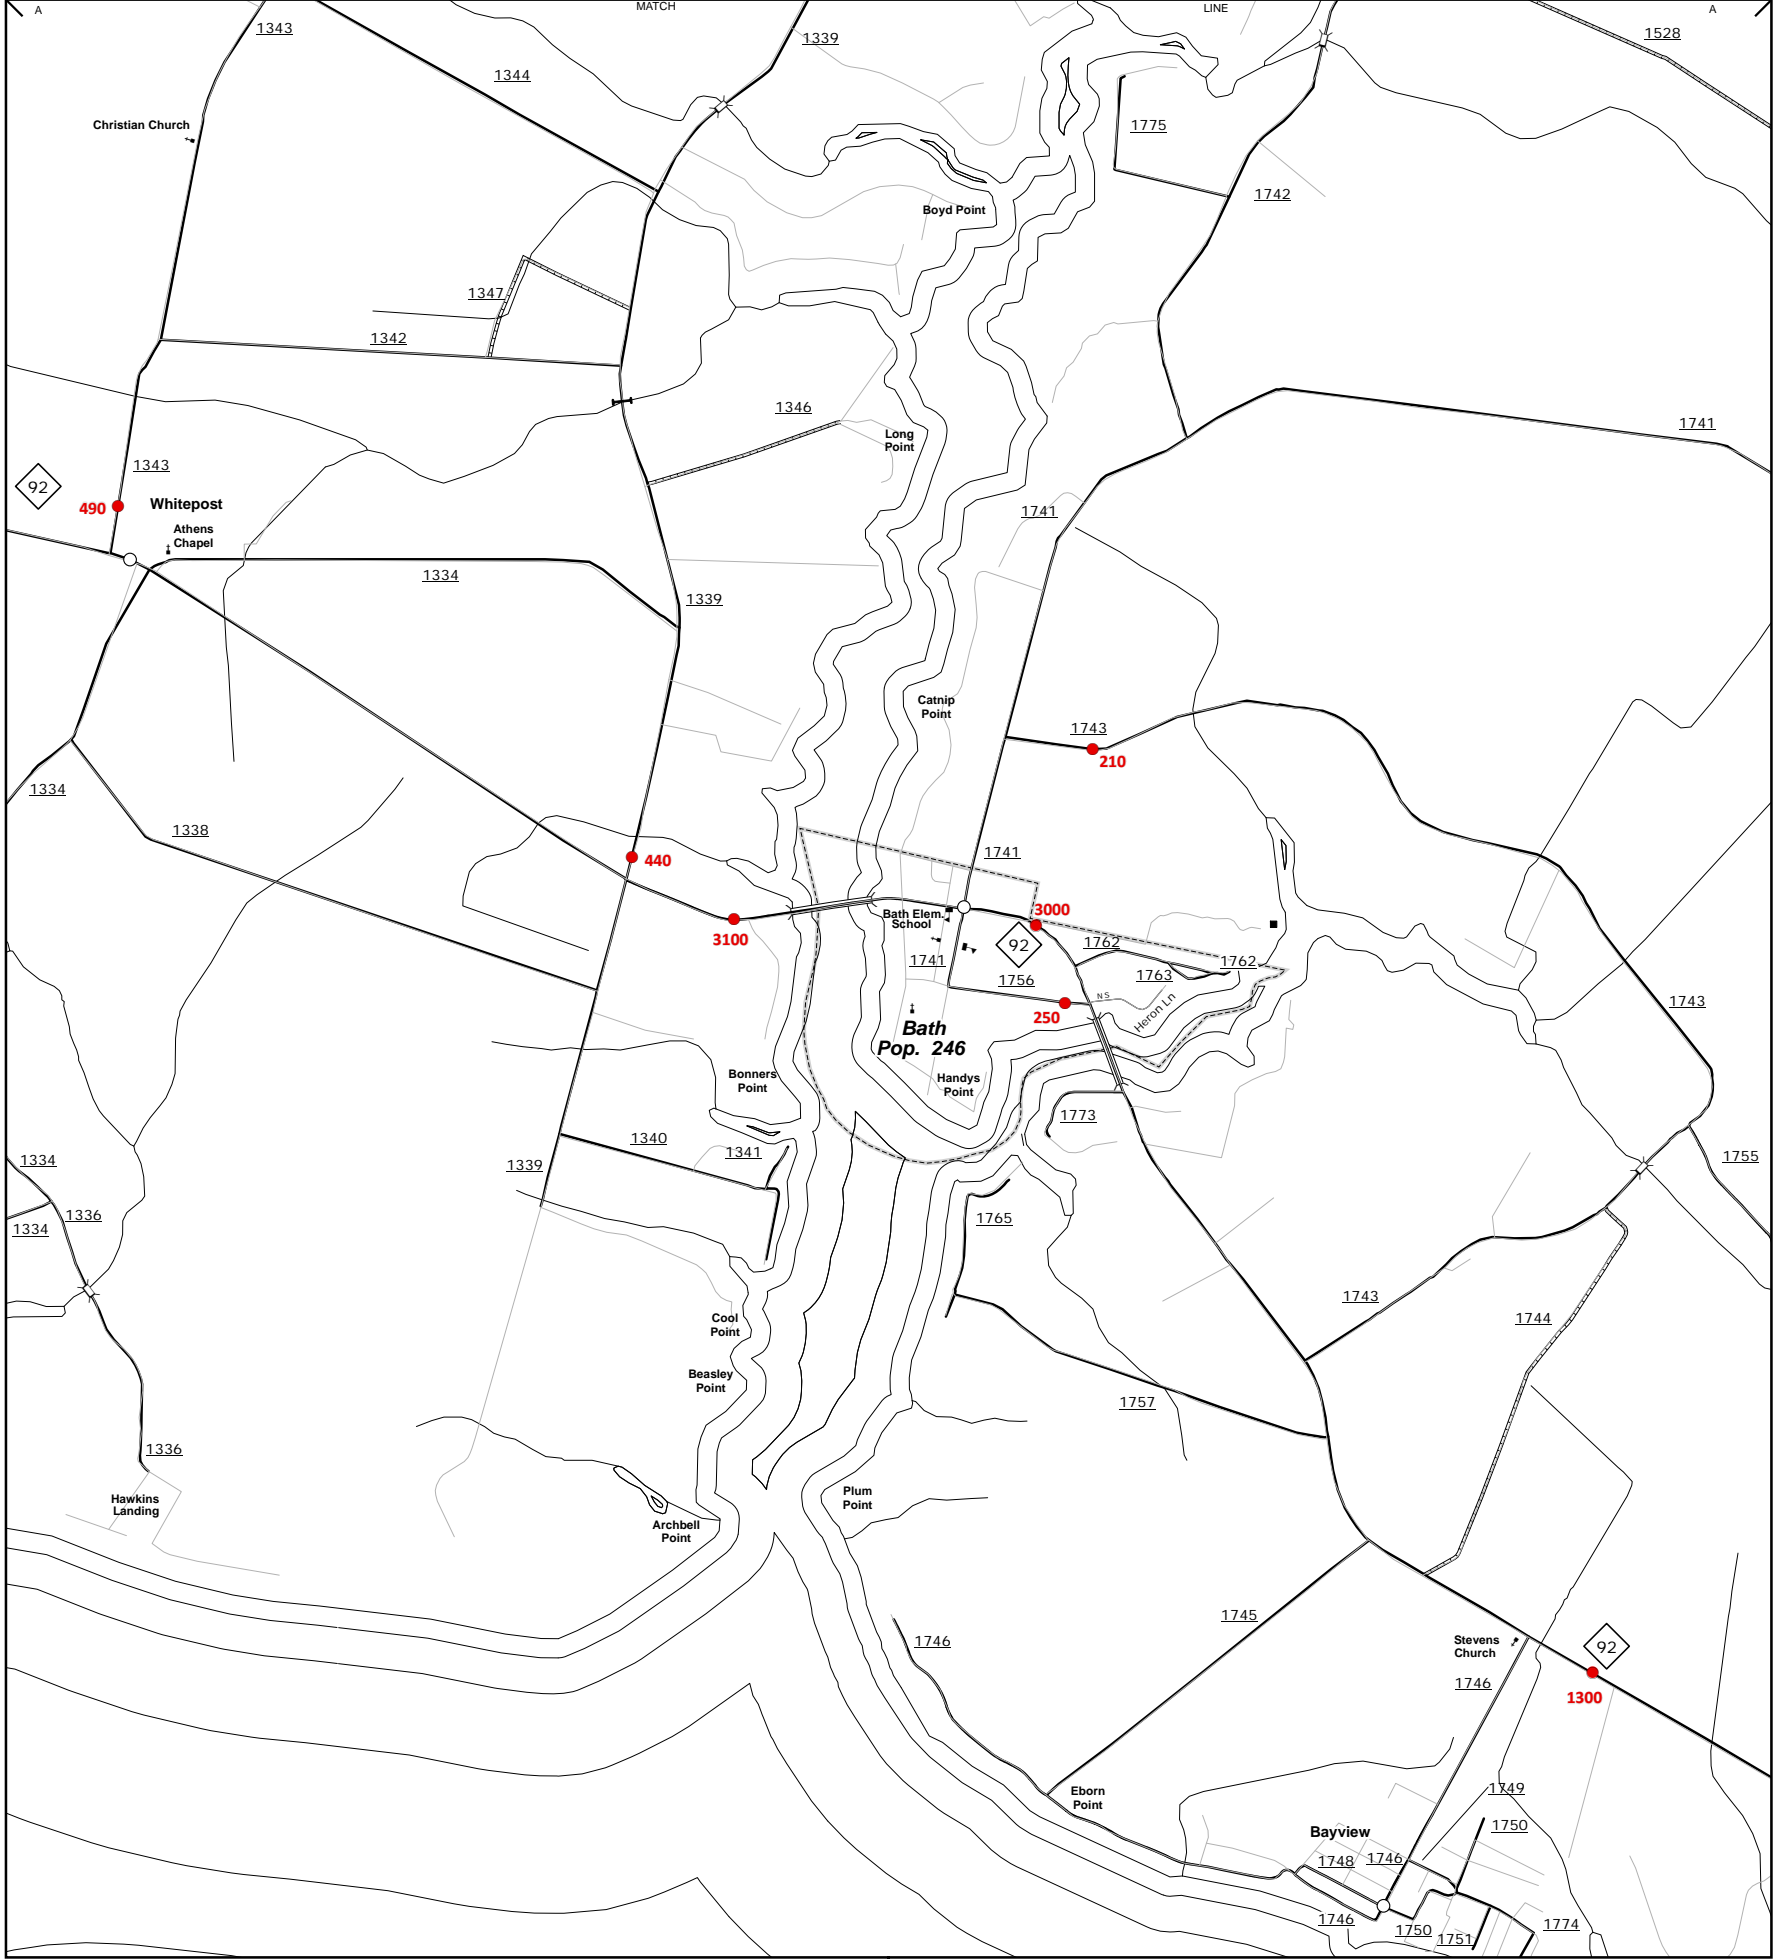 A
MATCH
LINE
A
1343
1339
1528
1344
Christian Church
1775
1742
Boyd Point
1347
1342
1346
1741
Long
Point
1343
92
490
Whitepost
1741
Athens
Chapel
1334
1339
Catnip
Point
1743
210
1334
1338
440
1741
3000
3100
Bath Elem.
School
92
1762
1741
1762
1756
1763
NS
Heron Ln
250
1743
Bath
Pop. 246
Bonners
Point
Handys
Point
1773
1340
1341
1339
1334
1755
1336
1334
1765
1743
1744
Cool
Point
Beasley
Point
1757
1336
Hawkins
Landing
Plum
Point
Archbell
Point
1745
1746
Stevens
Church
92
1746
1300
Eborn
Point
1749
Bayview
1750
1748
1746
1746
1750
1751
1774